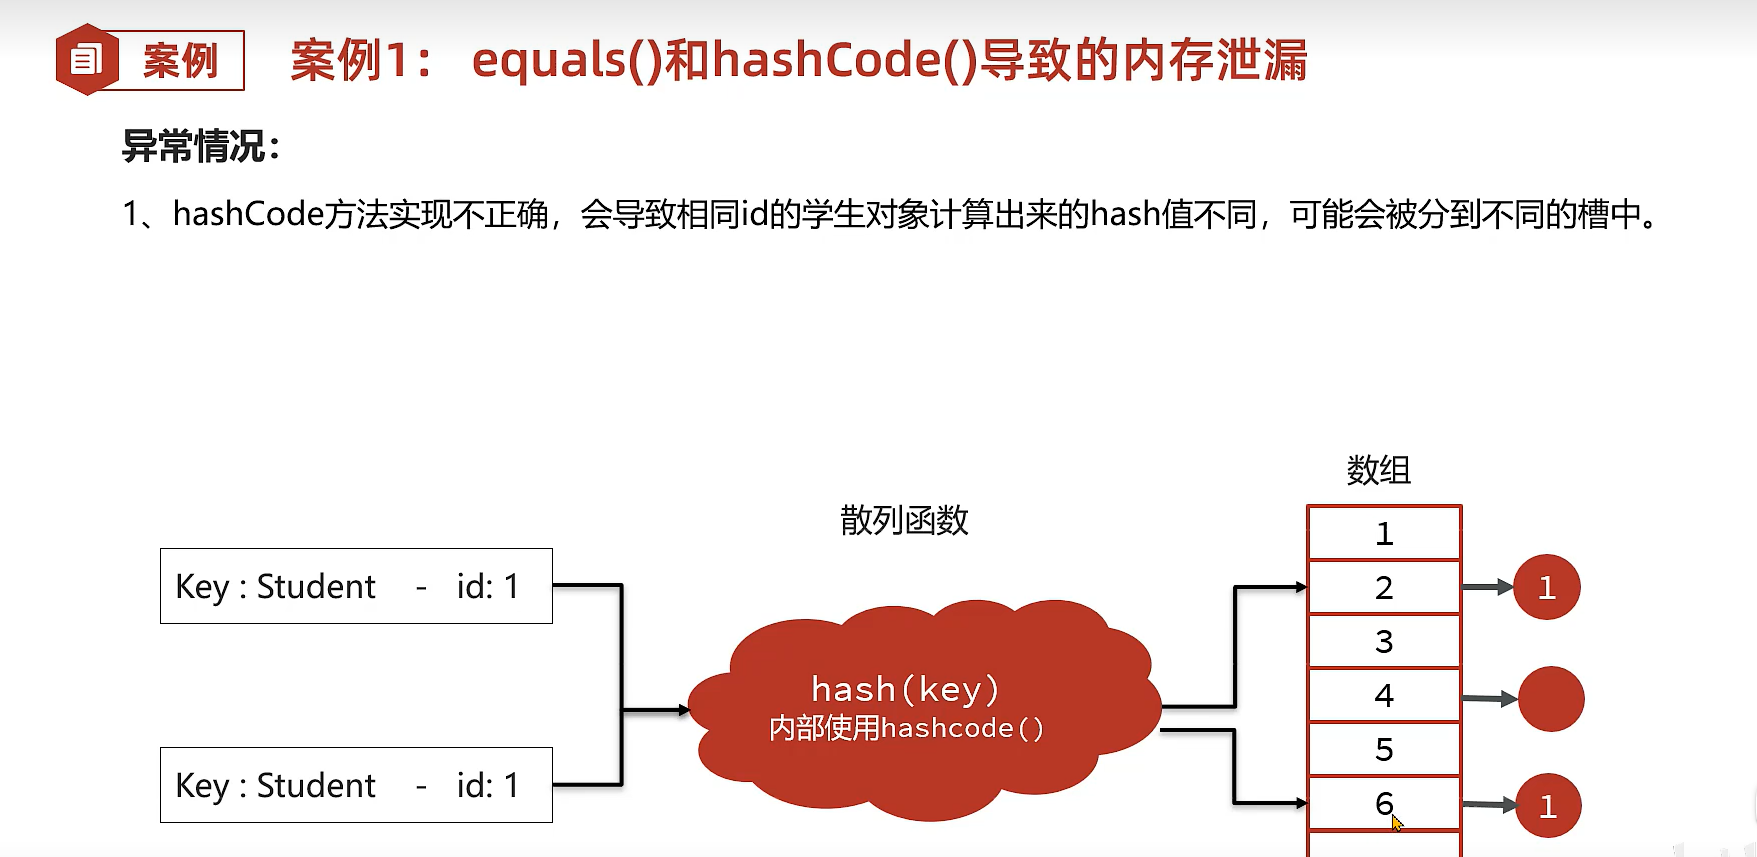 案例
案例1： equals()和hashCode()导致的内存泄漏
异常情况：
1、hashCode方法实现不正确，会导致相同id的学生对象计算出来的hash值不同，可能会被分到不同的槽中。
数组
散列函数
1
Key : Student - id: 1
2
1
3
hash(key)
内部使用hashcode()
4
5
Key : Student - id: 1
6
1